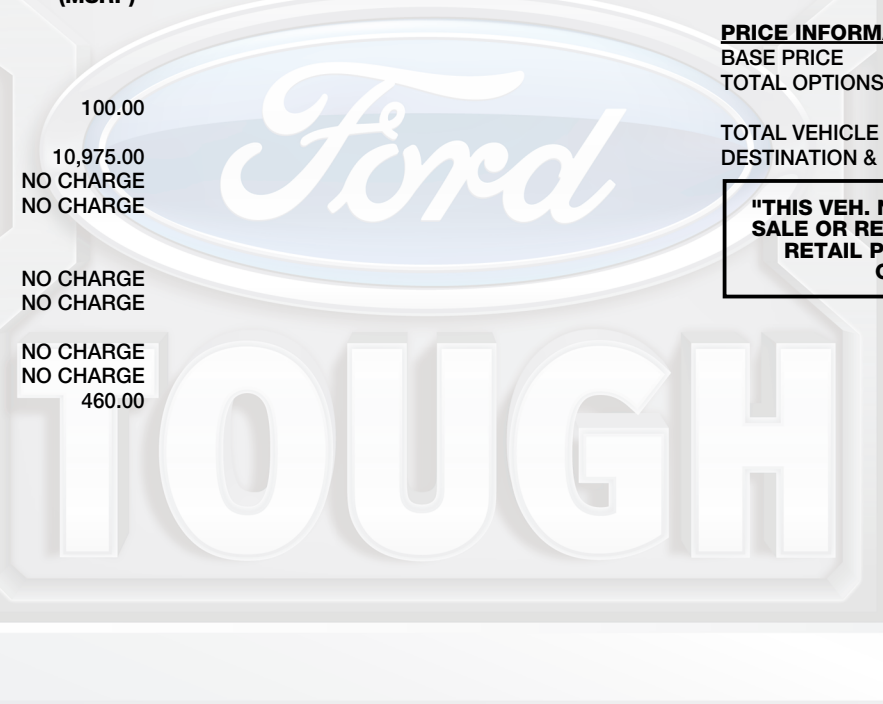 (MSRP)
100.00
10,975.00
NO CHARGE
NO CHARGE
NO CHARGE
NO CHARGE
NO CHARGE
NO CHARGE
460.00
PRICE INFORMA
BASE PRICE
TOTAL OPTIONS
TOTAL VEHICLE
DESTINATION &
"THIS VEH. N
SALE OR RE
RETAIL P
Ford
TOUGH